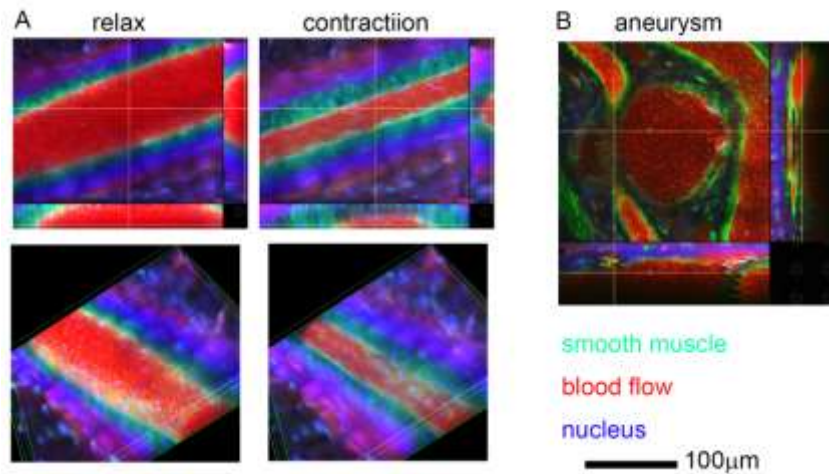 A
relax
contractiion
B
aneurysm
smooth muscle
blood flow
nucleus
100μm